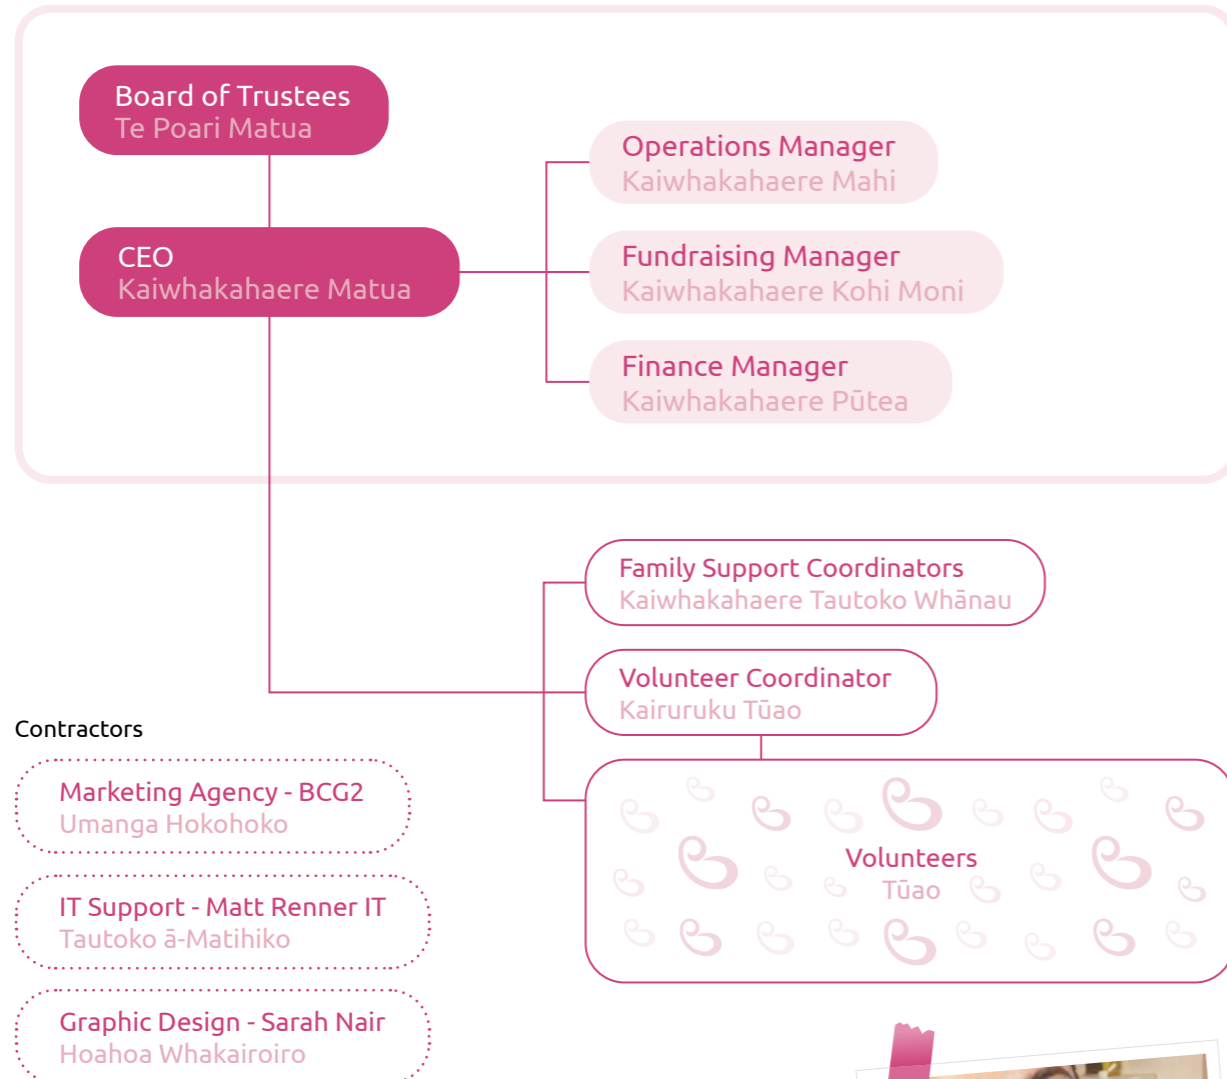 Board of Trustees
Te Poari Matua
CEO
Kaiwhakahaere Matua
Operations Manager
Kaiwhakahaere Mahi
Fundraising Manager
Kaiwhakahaere Kohi Moni
Finance Manager
Kaiwhakahaere Pūtea
Family Support Coordinators
Kaiwhakahaere Tautoko Whānau
Volunteer Coordinator
Kairuruku Tūao
Volunteers
Tūao
Contractors
Marketing Agency - BCG2
Umanga Hokohoko
IT Support - Matt Renner IT
Tautoko ā-Matihiko
Graphic Design - Sarah Nair
Hoahoa Whakairoiro